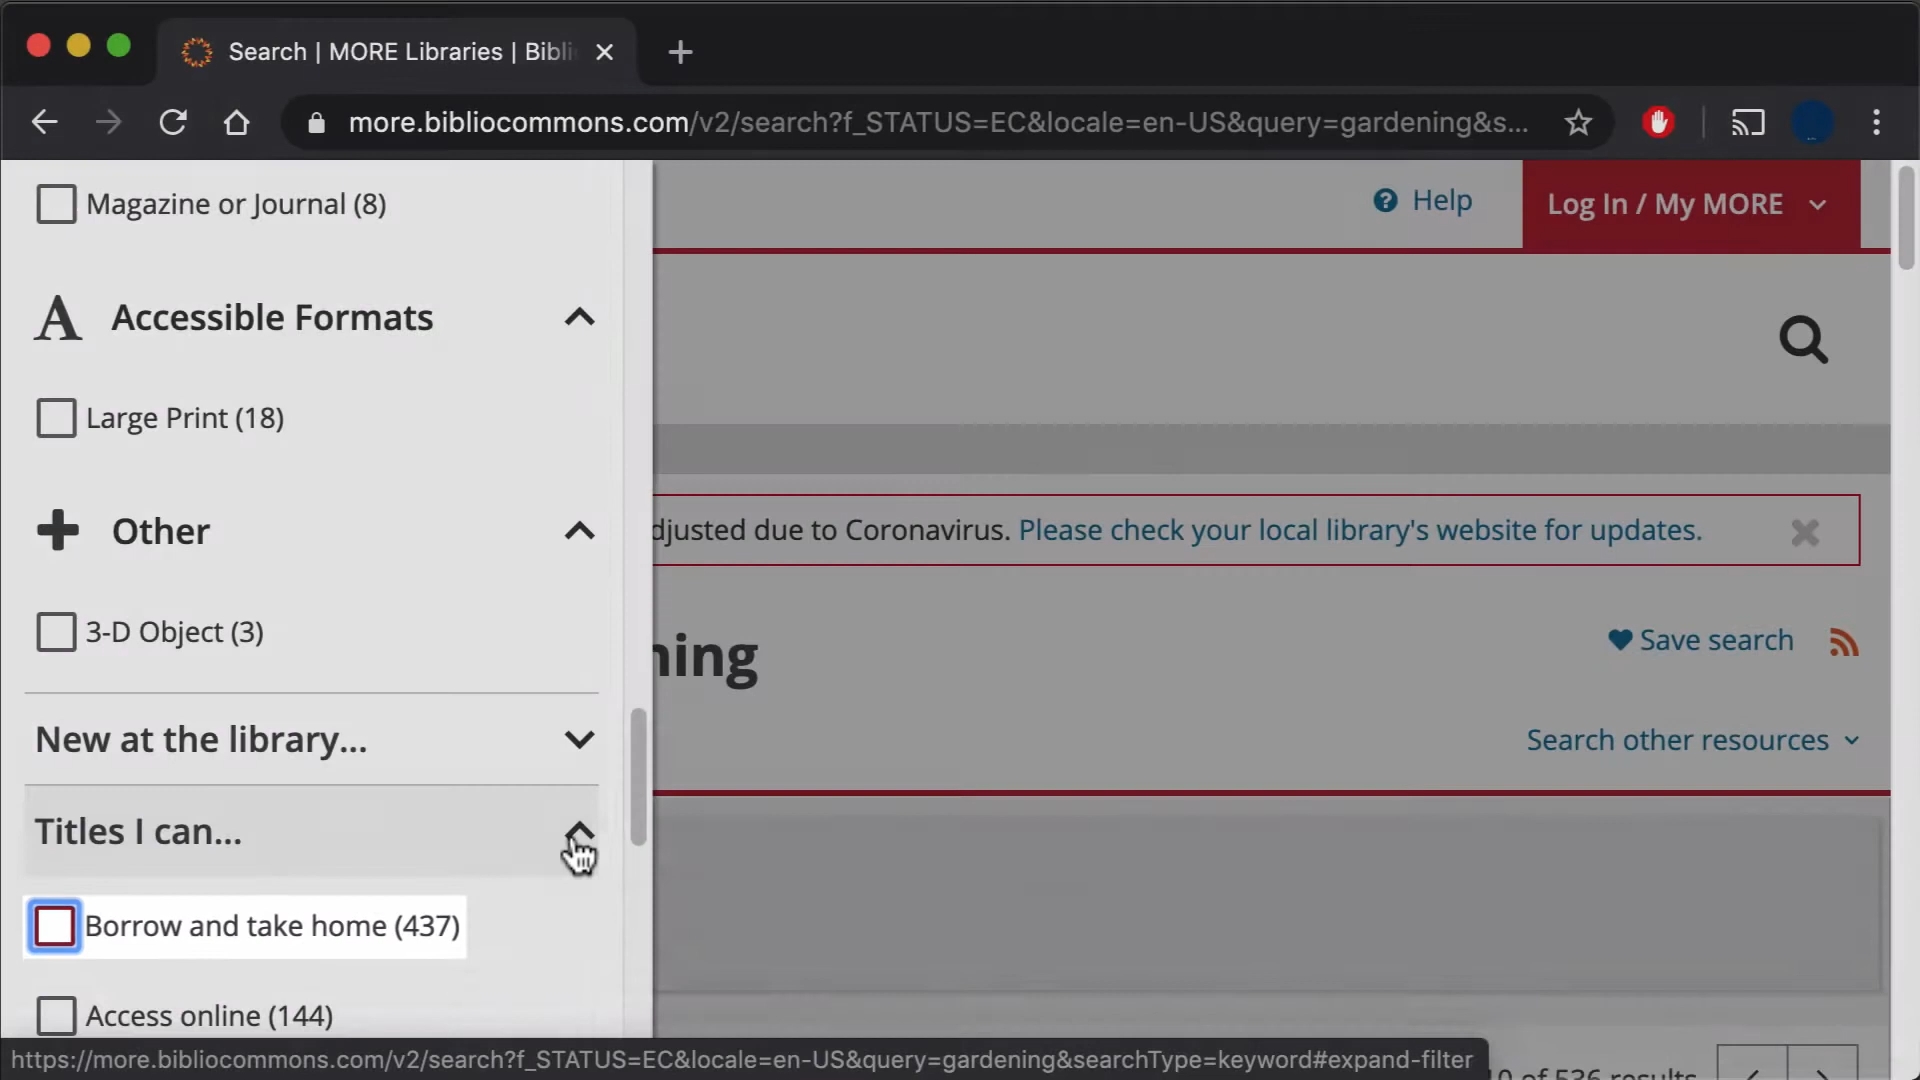 Search | MORE Libraries | Bibli
more.bibliocommons.com/v2/search?f_STATUS=EC&locale=en-US&query=gardening&s...
Magazine or Journal (8)
Help
Log In / My MORE
Accessible Formats
Large Print (18)
Other
djusted due to Coronavirus. Please check your local library's website for updates.
3-D Object (3)
ning
Save search
New at the library...
Search other resources
Titles I can...
Borrow and take home (437)
Access online (144)
https://more.bibliocommons.com/v2/search?f_STATUS=EC&locale=en-US&query=gardening&searchType=keyword#expand-filter
10 of 536 results